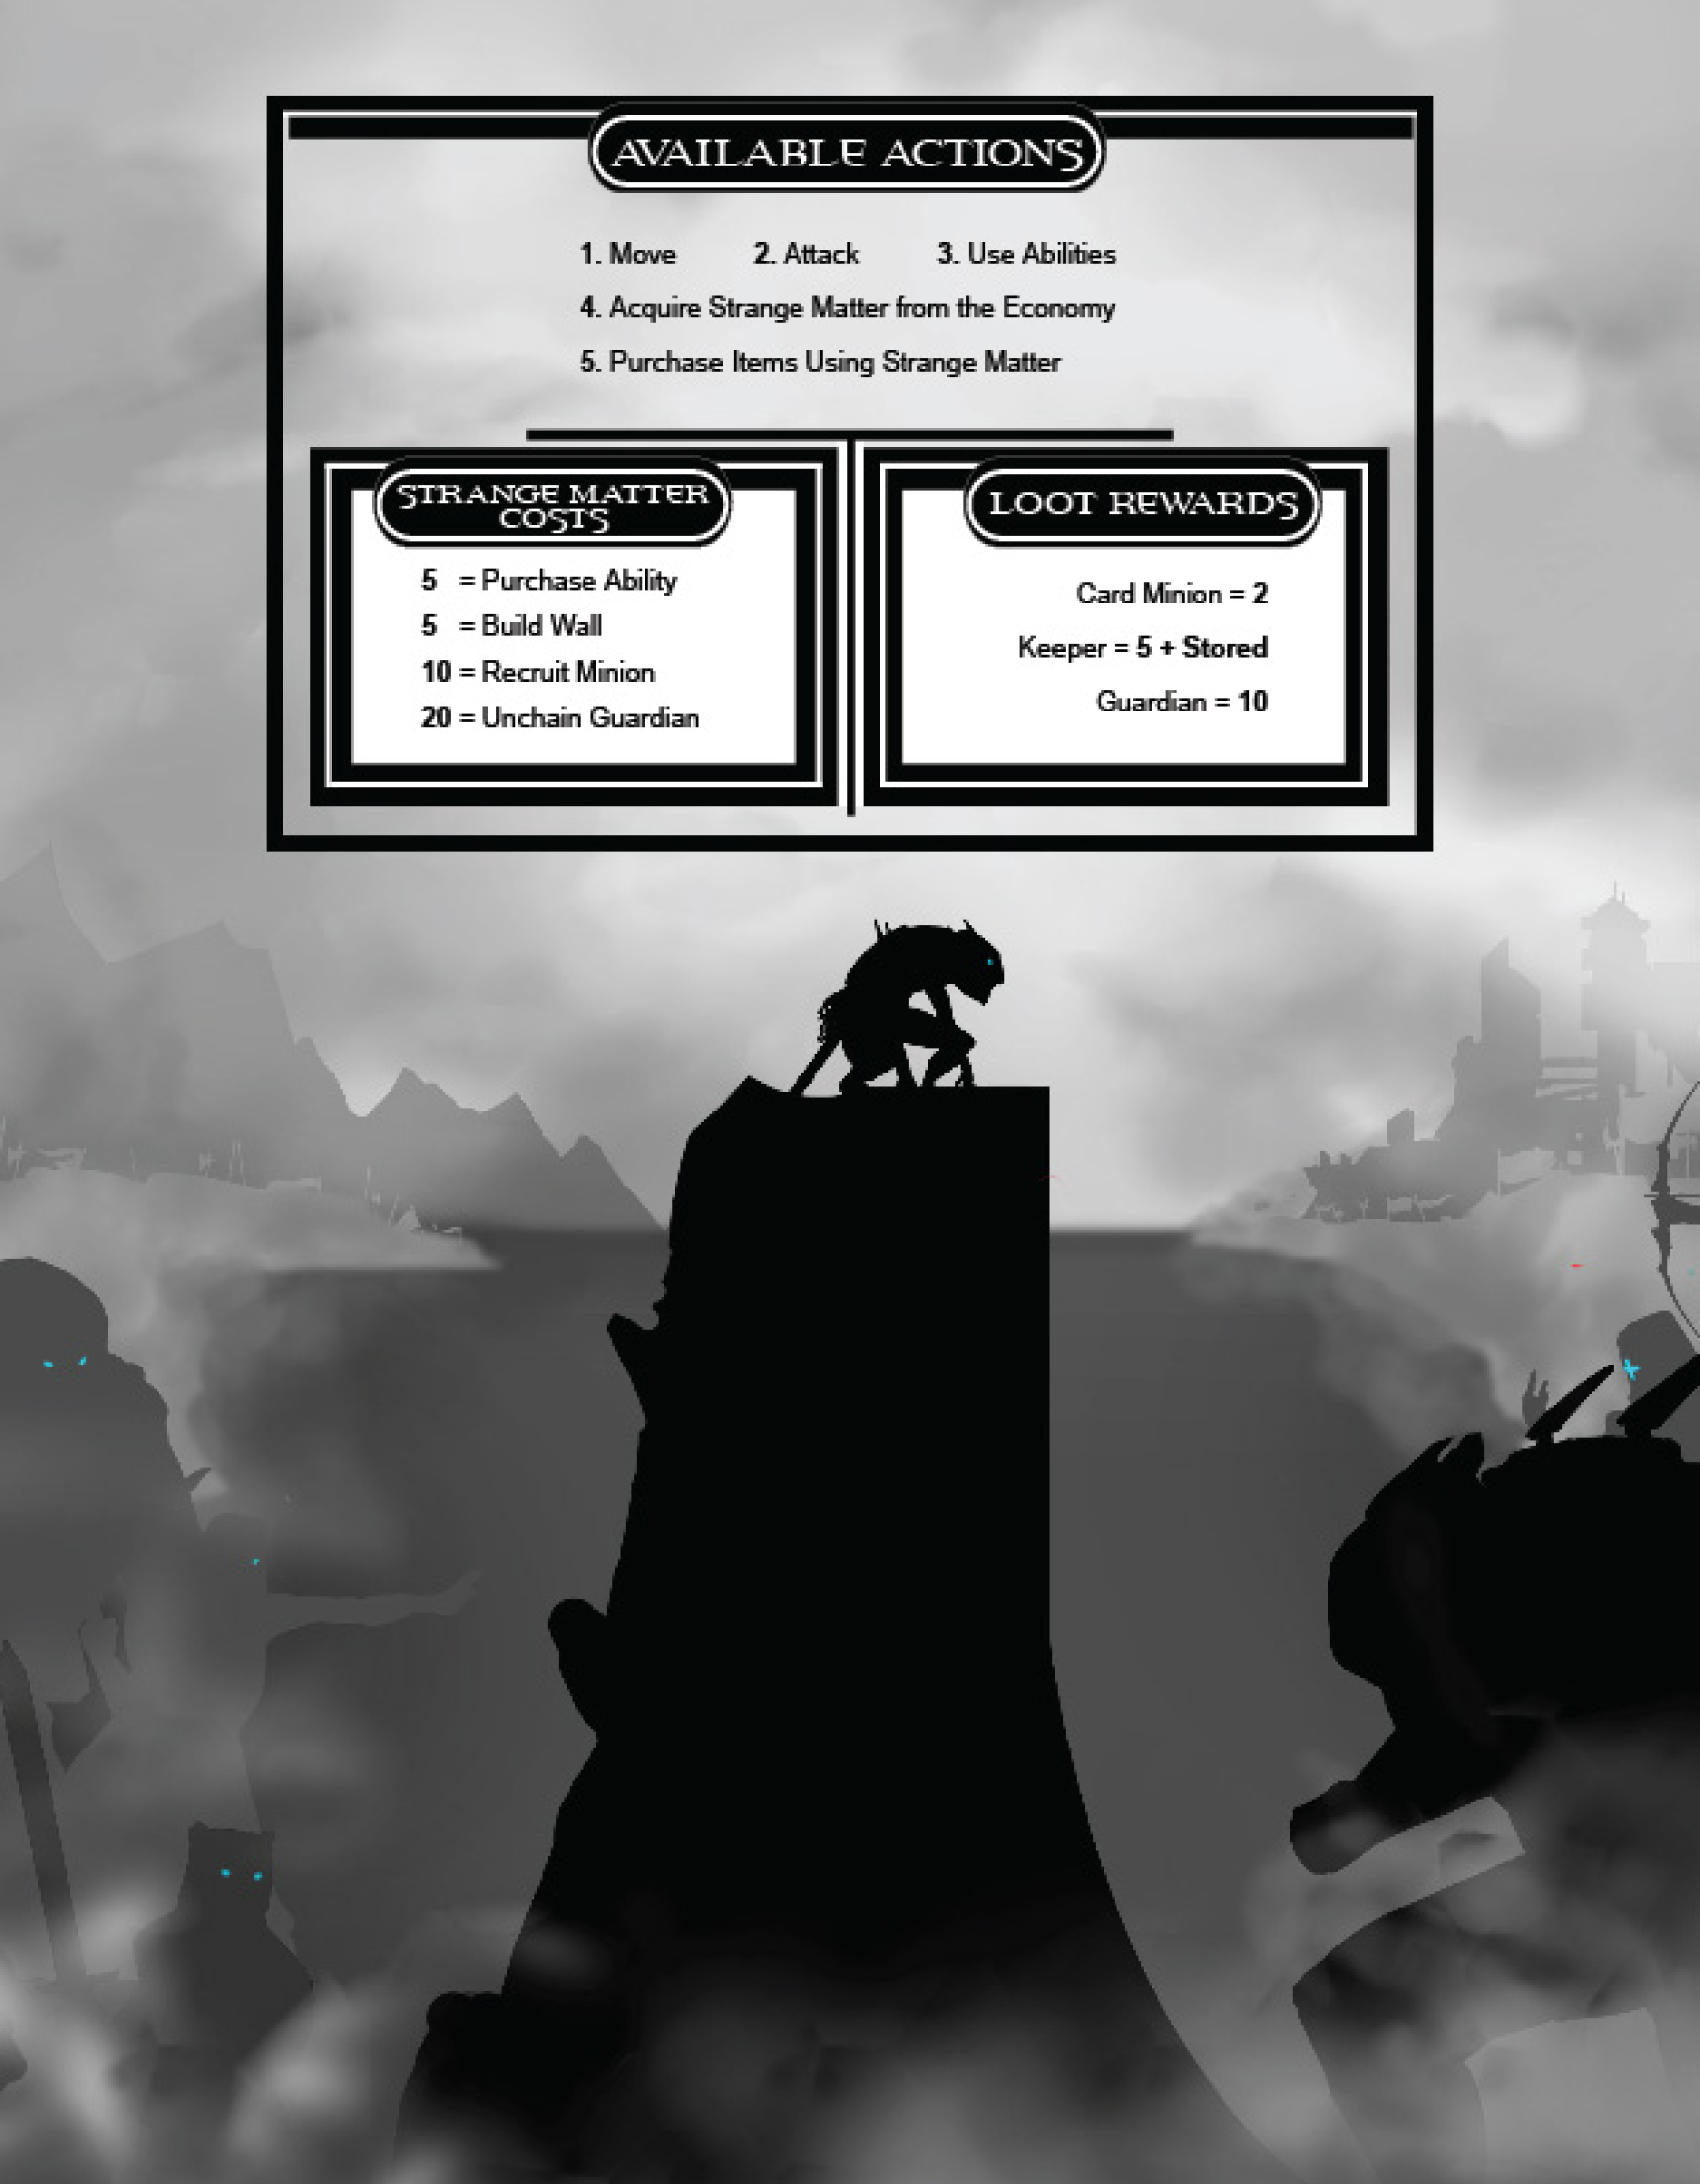 AVAILABLE ACTIONS
1. Move 2. Attack 3. Use Abilities
4. Acquire Strange Matter from the Economy
5. Purchase Items Using Strange Matter
STRANGE MATTER
COSTS
5 = Purchase Ability
5 = Build Wall
10 = Recruit Minion
20 = Unchain Guardian
LOOT REWARDS
Card Minion = 2
Keeper = 5 + Stored
Guardian = 10